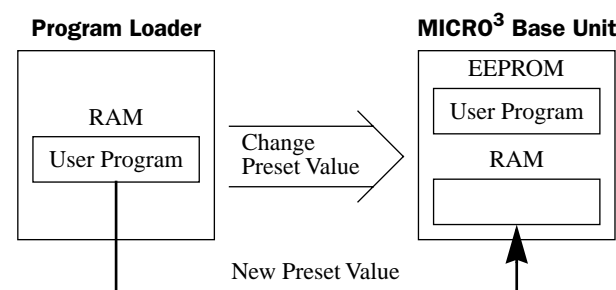 Program Loader
MICRO³ Base Unit
RAM
User Program
Change
Preset Value
EEPROM
User Program
RAM
New Preset Value